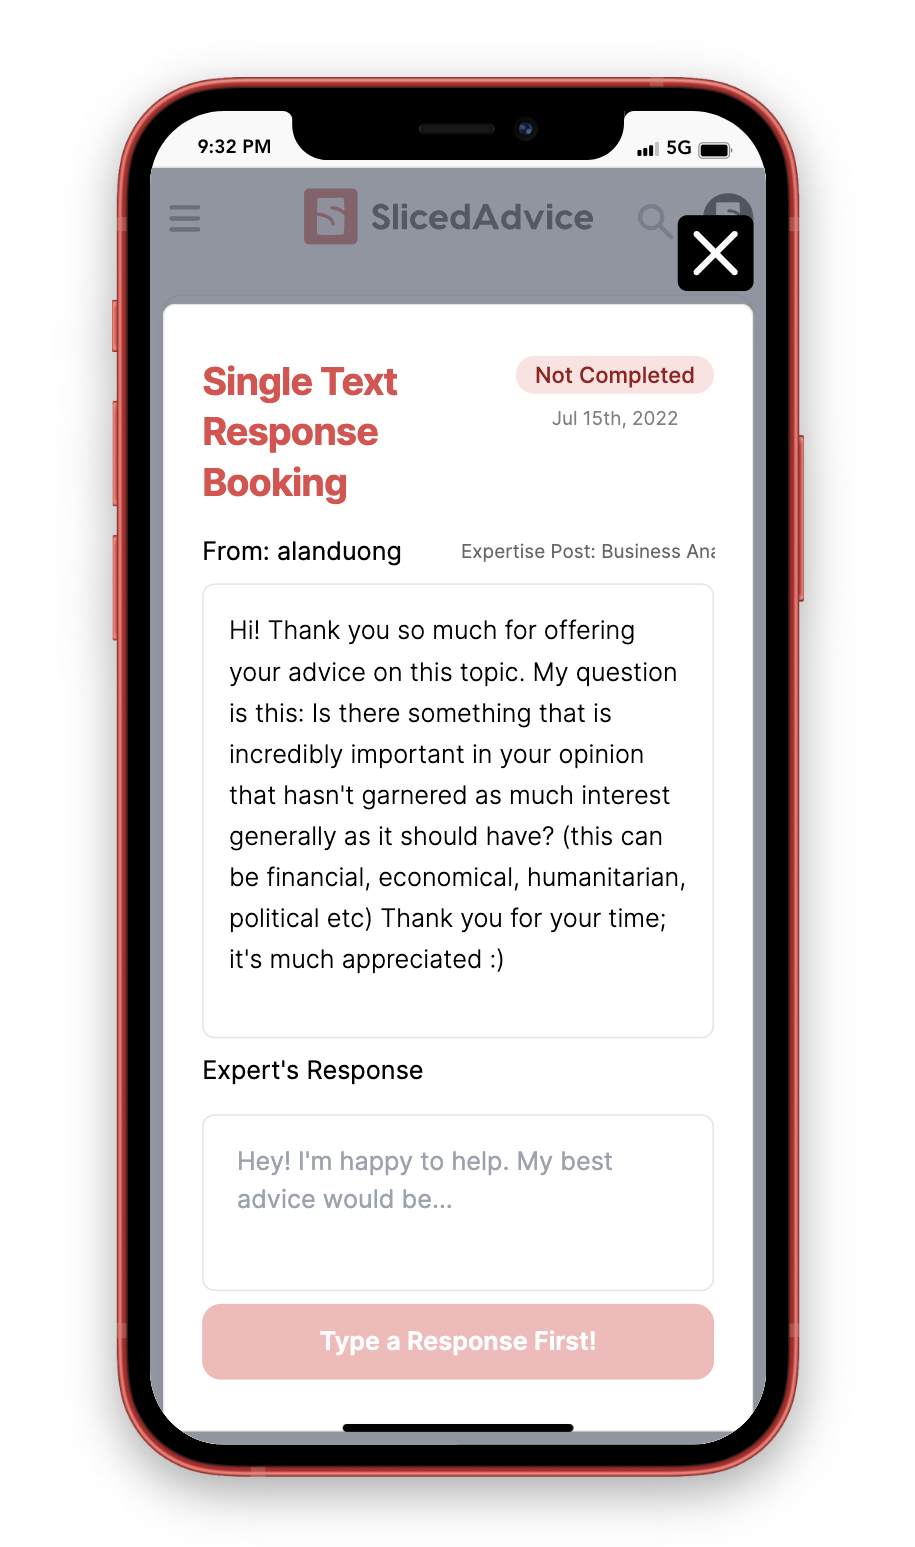 9:32 PM
5G
SlicedAdvice
Single Text
Response
Booking
Not Completed
Jul 15th, 2022
From: alanduong
Expertise Post: Business
Hi! Thank you so much for offering
your advice on this topic. My question
is this: Is there something that is
incredibly important in your opinion
that hasn't garnered as much interest
generally as it should have? (this can
be financial, economical, humanitarian,
political etc) Thank you for your time;
it's much appreciated :)
Expert's Response
Hey! I'm happy to help. My best
advice would be...
Type a Response First!